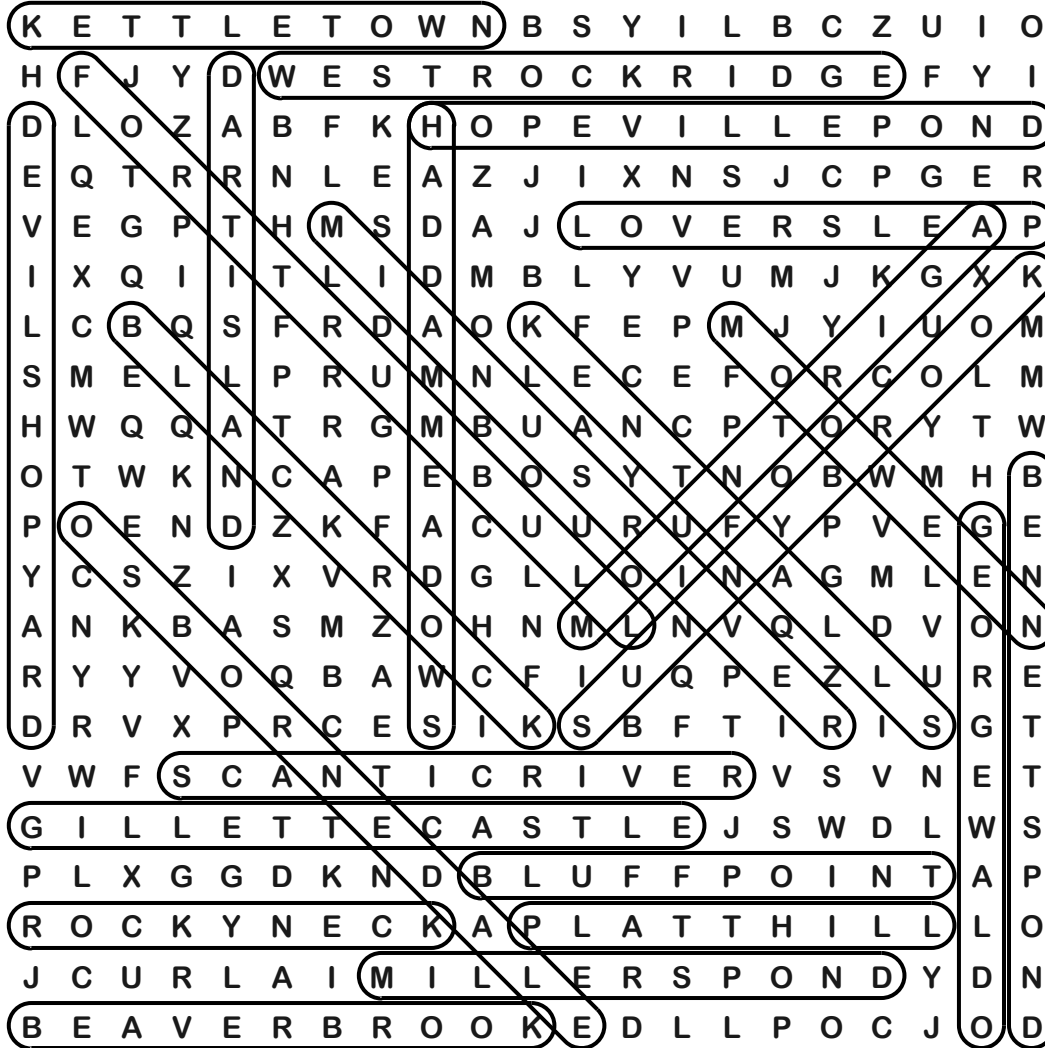 K E T T L E T O W N B S Y I L B C Z U I O
H F J Y D W E S T R O C K R I D G E F Y I
D L O Z A B F K H O P E V I L L E P O N D
E Q T R R N L E A Z J I X N S J C P G E R
V E G P T H M S D A J L O V E R S L E A P
I X Q I I T L I D M B L Y V U M J K G X K
L C B Q S F R D A O K F E P M J Y I U O M
S M E L L P R U M N L E C E F O R C O L M
H W Q Q A T R G M B U A N C P T O R Y T W
O T W K N C A P E B O S Y T N O B W M H B
P O E N D Z K F A C U U R U F Y P V E G E
Y C S Z I X V R D G L L O I N A G M L E N
A N K B A S M Z O H N M L N V Q L D V O N
R Y Y V O Q B A W C F I U Q P E Z L U R E
D R V X P R C E S I K S B F T I R I S G T
V W F S C A N T I C R I V E R V S V N E T
G I L L E T T E C A S T L E J S W D L W S
P L X G G D K N D B L U F F P O I N T A P
R O C K Y N E C K A P L A T T H I L L L O
J C U R L A I M I L L E R S P O N D Y D N
B E A V E R B R O O K E D L L P O C J O D